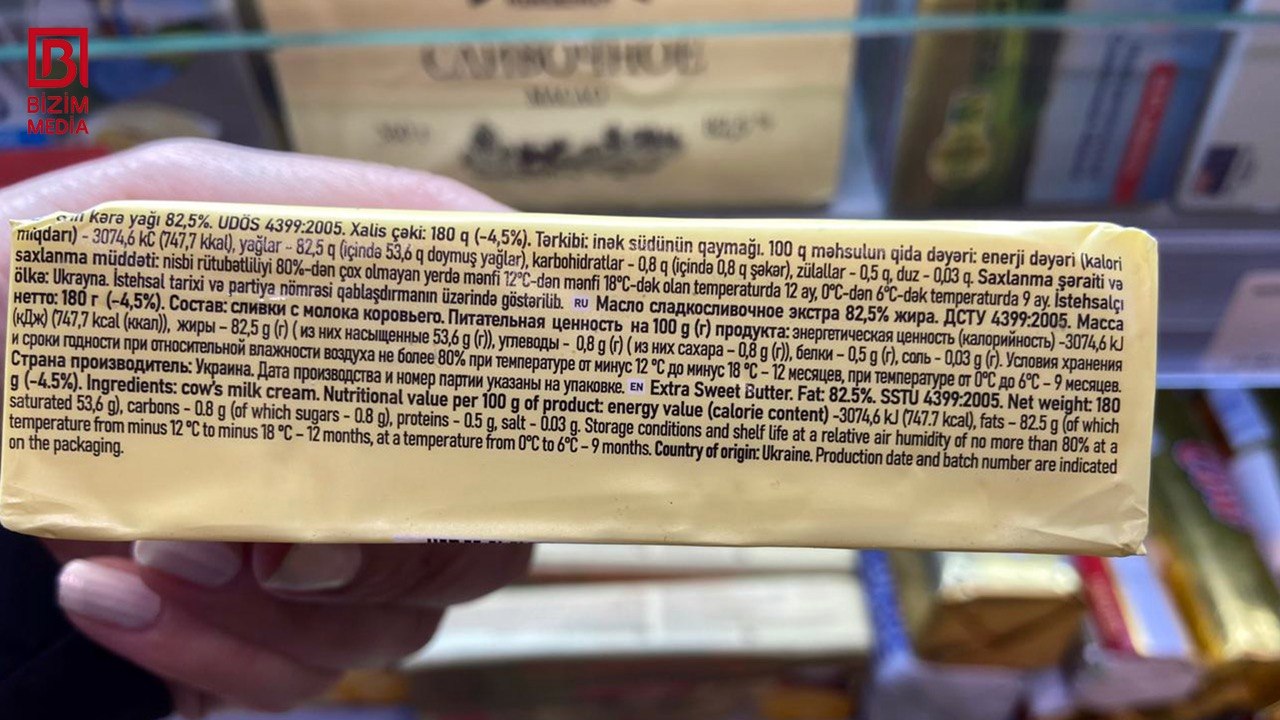 BİZİM
MEDİA
СЛИВОЧНОЕ
МАСЛО
Kərə yağı 82,5%. UDÖS 4399:2005. Xalis çəki: 180 q (-4,5%). Tərkibi: inək südünün qaymağı. 100 q məhsulun qida dəyəri: enerji dəyəri (kalori
miqdarı) - 3074,6 kC (747,7 kkal), yağlar - 82,5 q (içində 53,6 q doymuş yağlar), karbohidratlar - 0,8 q (içində 0,8 q şəkər), zülallar - 0,5 q, duz - 0,03 q. Saxlanma şəraiti və
saxlanma müddəti: nisbi rütubətliliyi 80%-dən çox olmayan yerdə mənfi 12°C-dən mənfi 18°C-dək olan temperaturda 12 ay, 0°C-dən 6°C-dək temperaturda 9 ay. İstehsalçı
ölkə: Ukrayna. İstehsal tarixi və partiya nömrəsi qablaşdırmanın üzərində göstərilib. RU Масло сладкосливочное экстра 82,5% жира. ДСТУ 4399:2005. Масса
нетто: 180 г (-4,5%). Состав: сливки с молока коровьего. Питательная ценность на 100 g (г) продукта: энергетическая ценность (калорийность) -3074,6 kJ
(кДж) (747,7 kcal (ккал)), жиры - 82,5 g (г) ( из них насыщенные 53,6 g (г)), углеводы - 0,8 g (г) ( из них сахара - 0,8 g (г)), белки - 0,5 g (г), соль - 0,03 g (г). Условия хранения
и сроки годности при относительной влажности воздуха не более 80% при температуре от минус 12 °C до минус 18 °C - 12 месяцев, при температуре от 0°C до 6°C - 9 месяцев.
Страна производитель: Украина. Дата производства и номер партии указаны на упаковке. EN Extra Sweet Butter. Fat: 82.5%. SSTU 4399:2005. Net weight: 180
g (-4.5%). Ingredients: cow's milk cream. Nutritional value per 100 g of product: energy value (calorie content) -3074,6 kJ (747.7 kcal), fats - 82.5 g (of which
saturated 53,6 g), carbons - 0.8 g (of which sugars - 0.8 g), proteins - 0.5 g, salt - 0.03 g. Storage conditions and shelf life at a relative air humidity of no more than 80% at a
temperature from minus 12 °C to minus 18 °C - 12 months, at a temperature from 0°C to 6°C - 9 months. Country of origin: Ukraine. Production date and batch number are indicated
on the packaging.